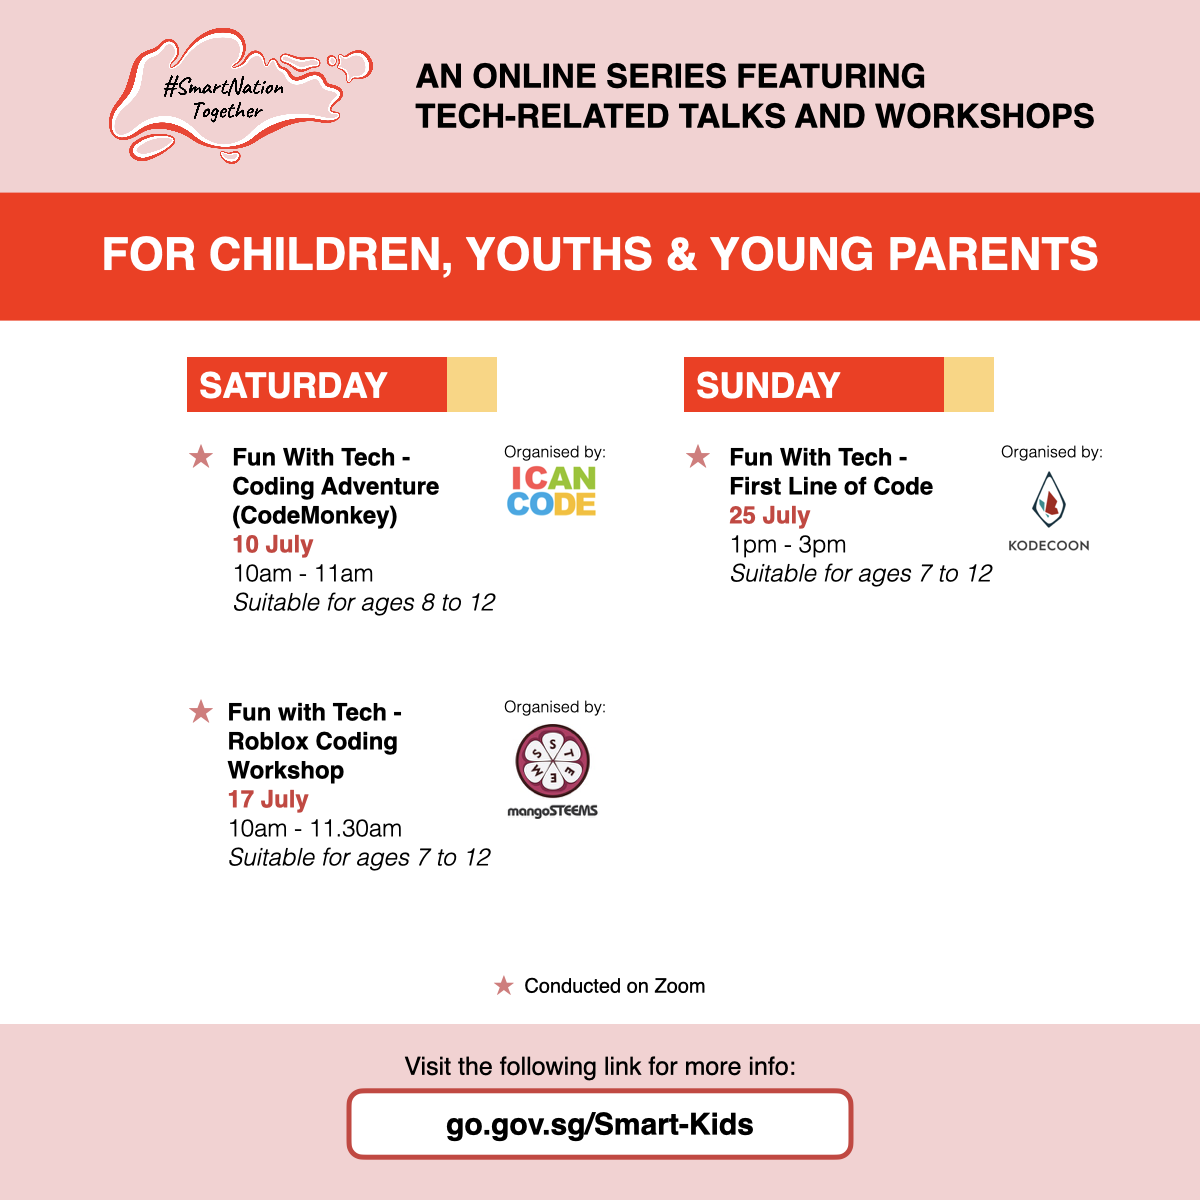 #SmartNation
Together
AN ONLINE SERIES FEATURING
TECH-RELATED TALKS AND WORKSHOPS
FOR CHILDREN, YOUTHS & YOUNG PARENTS
SATURDAY
Fun With Tech -
Coding Adventure
(CodeMonkey)
10 July
10am - 11am
Suitable for ages 8 to 12
Organised by:
I CAN
CODE
Fun with Tech -
Roblox Coding
Workshop
17 July
10am - 11.30am
Suitable for ages 7 to 12
Organised by:
STEEMS
mangoSTEEMS
SUNDAY
Fun With Tech -
First Line of Code
25 July
1pm - 3pm
Suitable for ages 7 to 12
Organised by:
KODECOON
Conducted on Zoom
Visit the following link for more info:
go.gov.sg/Smart-Kids